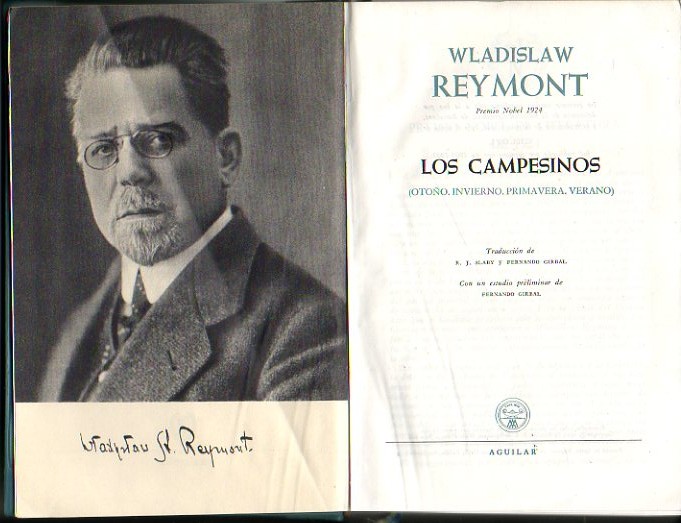 Władysław St. Reymont.
WLADISLAW
REYMONT
Premio Nobel 1924
LOS CAMPESINOS
(OTOÑO. INVIERNO. PRIMAVERA. VERANO)
Traducción de
R. J. SLABY Y FERNANDO GIRBAL
Con un estudio preliminar de
FERNANDO GIRBAL
AGUILAR